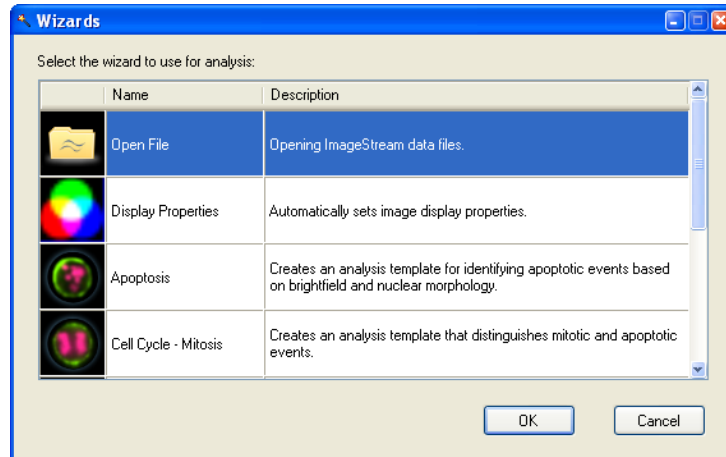 Wizards
Select the wizard to use for analysis:
Name Description
Open File Opening ImageStream data files.
Display Properties Automatically sets image display properties.
Apoptosis Creates an analysis template for identifying apoptotic events based
on brightfield and nuclear morphology.
Cell Cycle - Mitosis Creates an analysis template that distinguishes mitotic and apoptotic
events.
OK Cancel